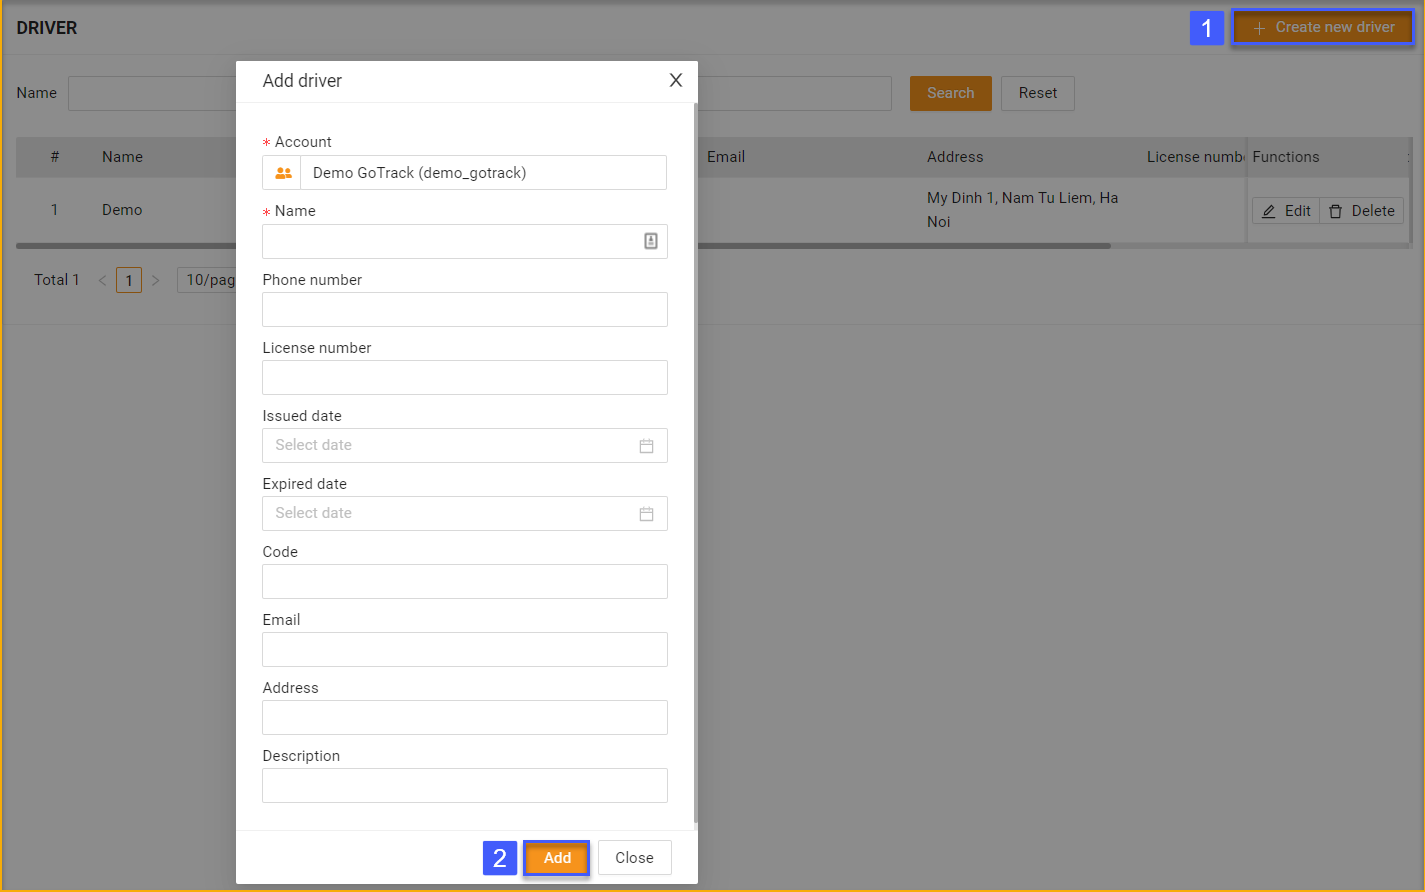 DRIVER
1
+ Create new driver
Name
Search
Reset
# Name Email Address License numb Functions
1 Demo My Dinh 1, Nam Tu Liem, Ha
Noi
Edit Delete
Total 1 < 1 > 10/pag
Add driver X
* Account
Demo GoTrack (demo_gotrack)
* Name
Phone number
License number
Issued date
Select date
Expired date
Select date
Code
Email
Address
Description
2
Add
Close